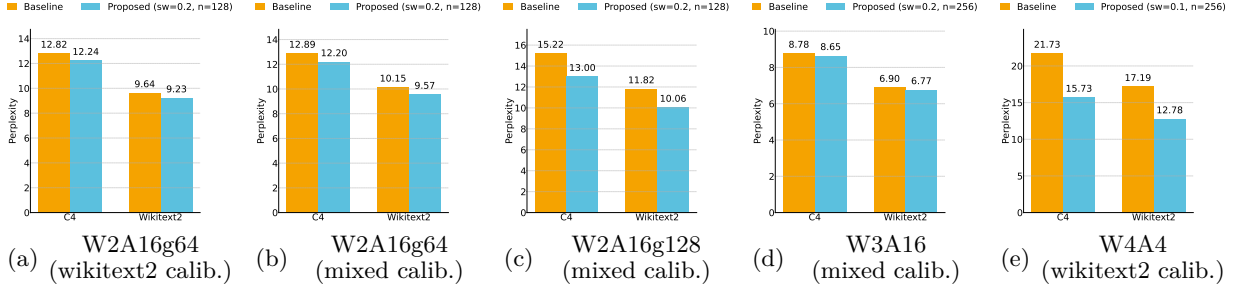 Baseline Proposed (sw=0.2, n=128)
14
12
10
8
6
4
2
0
Perplexity
12.82
12.24
9.64
9.23
C4 Wikitext2
(a) W2A16g64
(wikitext2 calib.)
Baseline Proposed (sw=0.2, n=128)
14
12
10
8
6
4
2
0
Perplexity
12.89
12.20
10.15
9.57
C4 Wikitext2
(b) W2A16g64
(mixed calib.)
Baseline Proposed (sw=0.2, n=128)
16
14
12
10
8
6
4
2
0
Perplexity
15.22
13.00
11.82
10.06
C4 Wikitext2
(c) W2A16g128
(mixed calib.)
Baseline Proposed (sw=0.2, n=256)
10
8
6
4
2
0
Perplexity
8.78
8.65
6.90
6.77
C4 Wikitext2
(d) W3A16
(mixed calib.)
Baseline Proposed (sw=0.1, n=256)
20
15
10
5
0
Perplexity
21.73
15.73
17.19
12.78
C4 Wikitext2
(e) W4A4
(wikitext2 calib.)